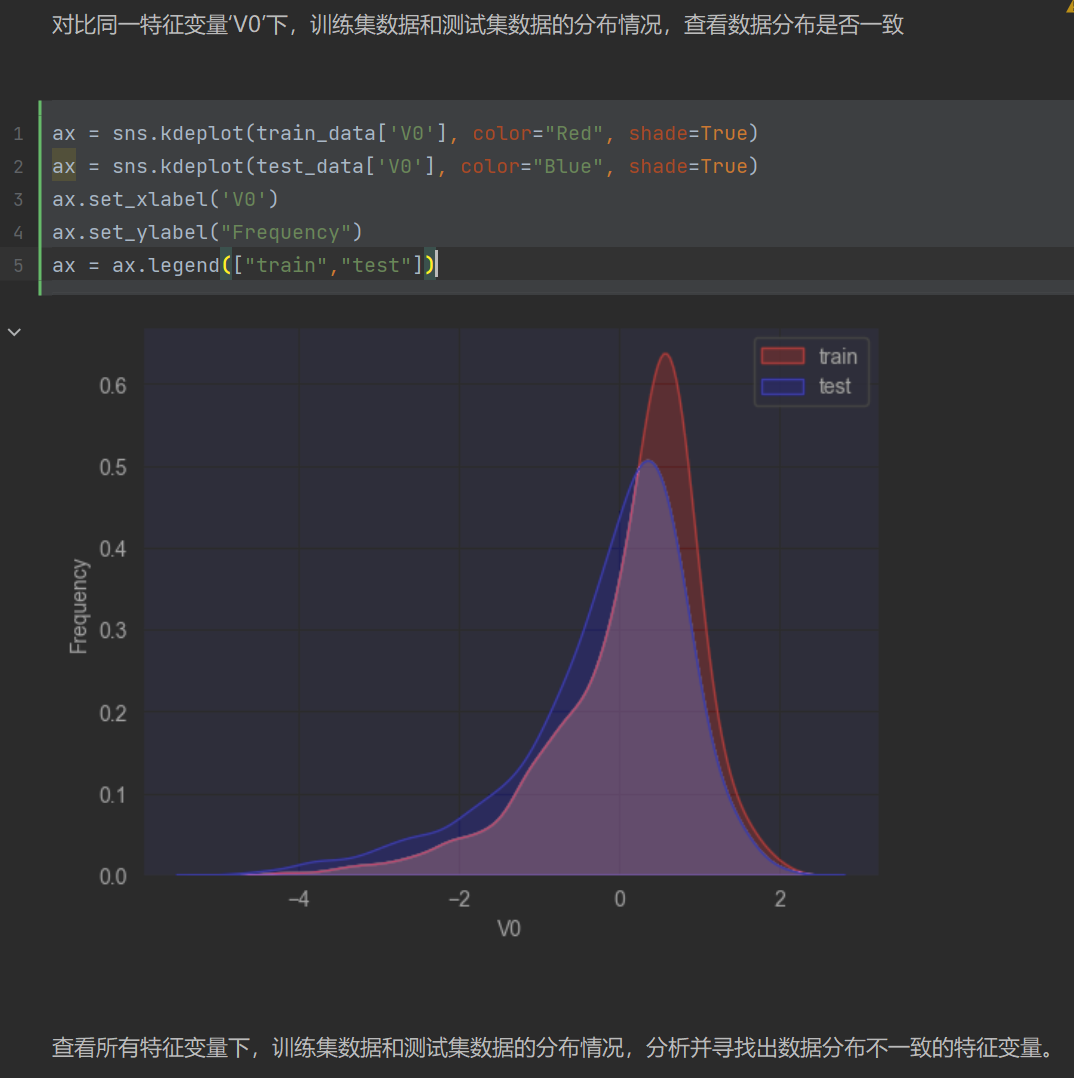 对比同一特征变量‘V0’下，训练集数据和测试集数据的分布情况，查看数据分布是否一致
1 ax = sns.kdeplot(train_data['V0'], color="Red", shade=True)
2 ax = sns.kdeplot(test_data['V0'], color="Blue", shade=True)
3 ax.set_xlabel('V0')
4 ax.set_ylabel("Frequency")
5 ax = ax.legend(["train","test"])
train
test
0.6
0.5
0.4
Frequency
0.3
0.2
0.1
0.0
−4 −2 0 2
V0
查看所有特征变量下，训练集数据和测试集数据的分布情况，分析并寻找出数据分布不一致的特征变量。